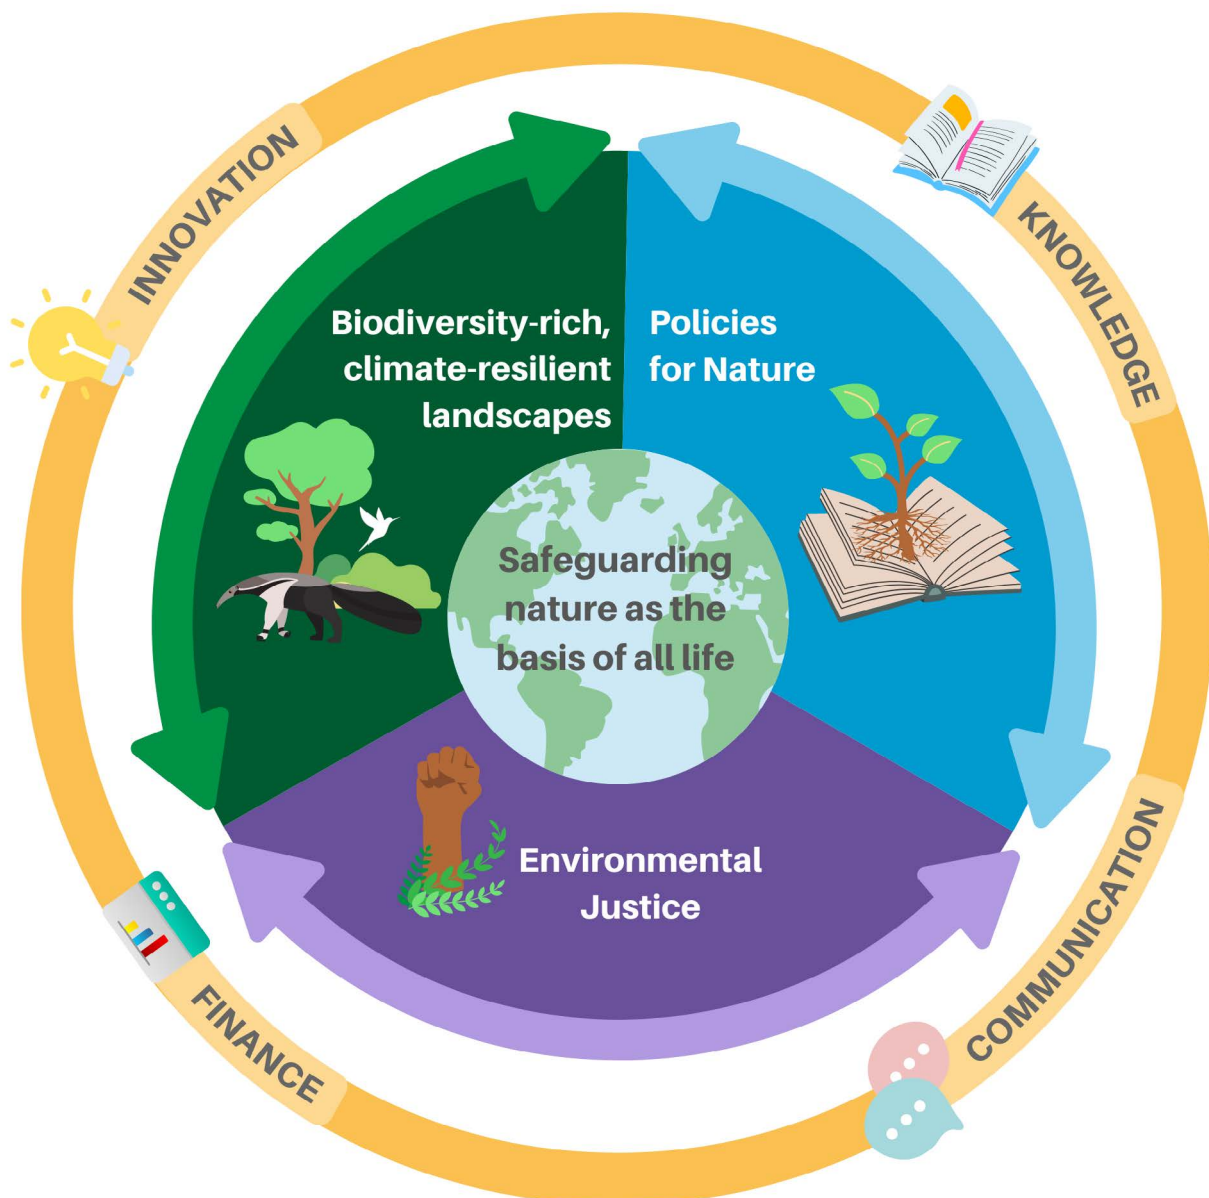 INNOVATION
KNOWLEDGE
Biodiversity-rich,
climate-resilient
landscapes
Policies
for Nature
Safeguarding
nature as the
basis of all life
Environmental
Justice
FINANCE
COMMUNICATION